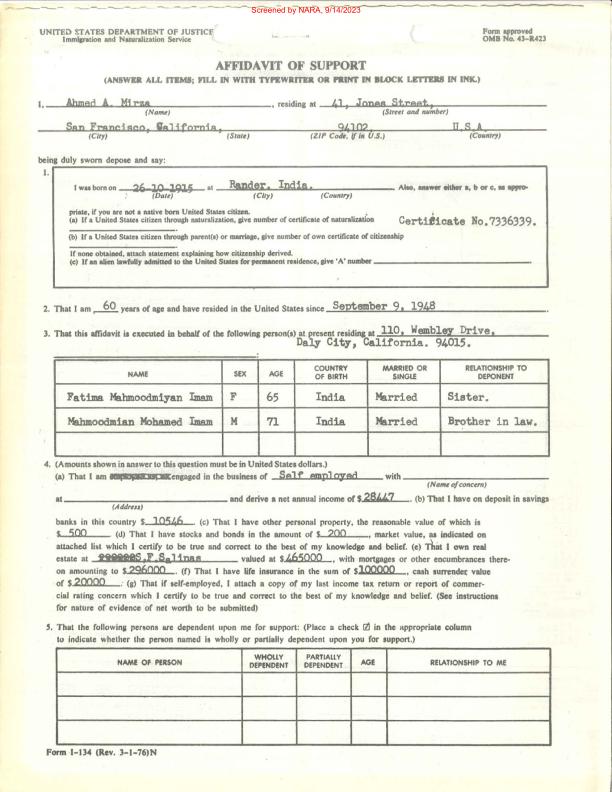 Screened by NARA, 9/14/2023
UNITED STATES DEPARTMENT OF JUSTICE
Immigration and Naturalization Service
Form approved
OMB No. 43-R423
AFFIDAVIT OF SUPPORT
(ANSWER ALL ITEMS; FILL IN WITH TYPEWRITER OR PRINT IN BLOCK LETTERS IN INK.)
I, Ahmed A. Mirza, residing at 41, Jones Street,
(Name) (Street and number)
San Francisco, California, 94102, U.S.A
(City) (State) (ZIP Code, if in U.S.) (Country)
being duly sworn depose and say:
1.
I was born on 26-10-1915 at Rander, India. Also, answer either a, b or c, as appro-
(Date) (City) (Country)
priate, if you are not a native born United States citizen.
(a) If a United States citizen through naturalization, give number of certificate of naturalization Certificate No.7336339.
(b) If a United States citizen through parent(s) or marriage, give number of own certificate of citizenship
If none obtained, attach statement explaining how citizenship derived.
(c) If an alien lawfully admitted to the United States for permanent residence, give 'A' number
2. That I am 60 years of age and have resided in the United States since September 9, 1948
3. That this affidavit is executed in behalf of the following person(s) at present residing at 110, Wembley Drive,
Daly City, California. 94015.
NAME SEX AGE COUNTRY OF BIRTH MARRIED OR SINGLE RELATIONSHIP TO DEPONENT
Fatima Mahmoodmiyan Imam F 65 India Married Sister.
Mahmoodmian Mohamed Imam M 71 India Married Brother in law.
4. (Amounts shown in answer to this question must be in United States dollars.)
(a) That I am engaged in the business of Self employed with
(Name of concern)
at and derive a net annual income of $28447. (b) That I have on deposit in savings
(Address)
banks in this country $ 10546 (c) That I have other personal property, the reasonable value of which is
$ 500 (d) That I have stocks and bonds in the amount of $ 200, market value, as indicated on
attached list which I certify to be true and correct to the best of my knowledge and belief. (e) That I own real
estate at S.F.Salinas valued at $465000, with mortgages or other encumbrances there-
on amounting to $296000. (f) That I have life insurance in the sum of $100000, cash surrender value
of $20000. (g) That if self-employed, I attach a copy of my last income tax return or report of commer-
cial rating concern which I certify to be true and correct to the best of my knowledge and belief. (See instructions
for nature of evidence of net worth to be submitted)
5. That the following persons are dependent upon me for support: (Place a check ☑ in the appropriate column
to indicate whether the person named is wholly or partially dependent upon you for support.)
NAME OF PERSON WHOLLY DEPENDENT PARTIALLY DEPENDENT AGE RELATIONSHIP TO ME
Form I-134 (Rev. 3-1-76)N